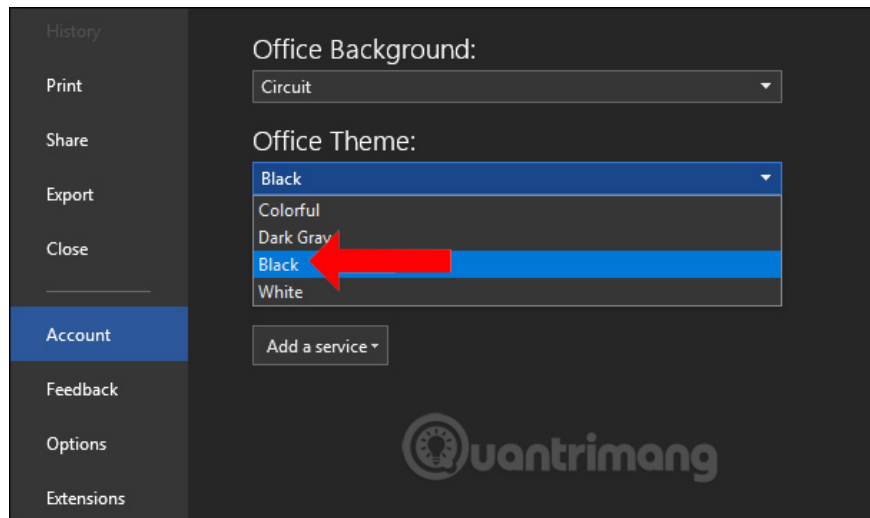 History
Print
Share
Export
Close
Account
Feedback
Options
Extensions
Office Background:
Circuit
Office Theme:
Black
Colorful
Dark Gray
Black
White
Add a service
Quantrimang